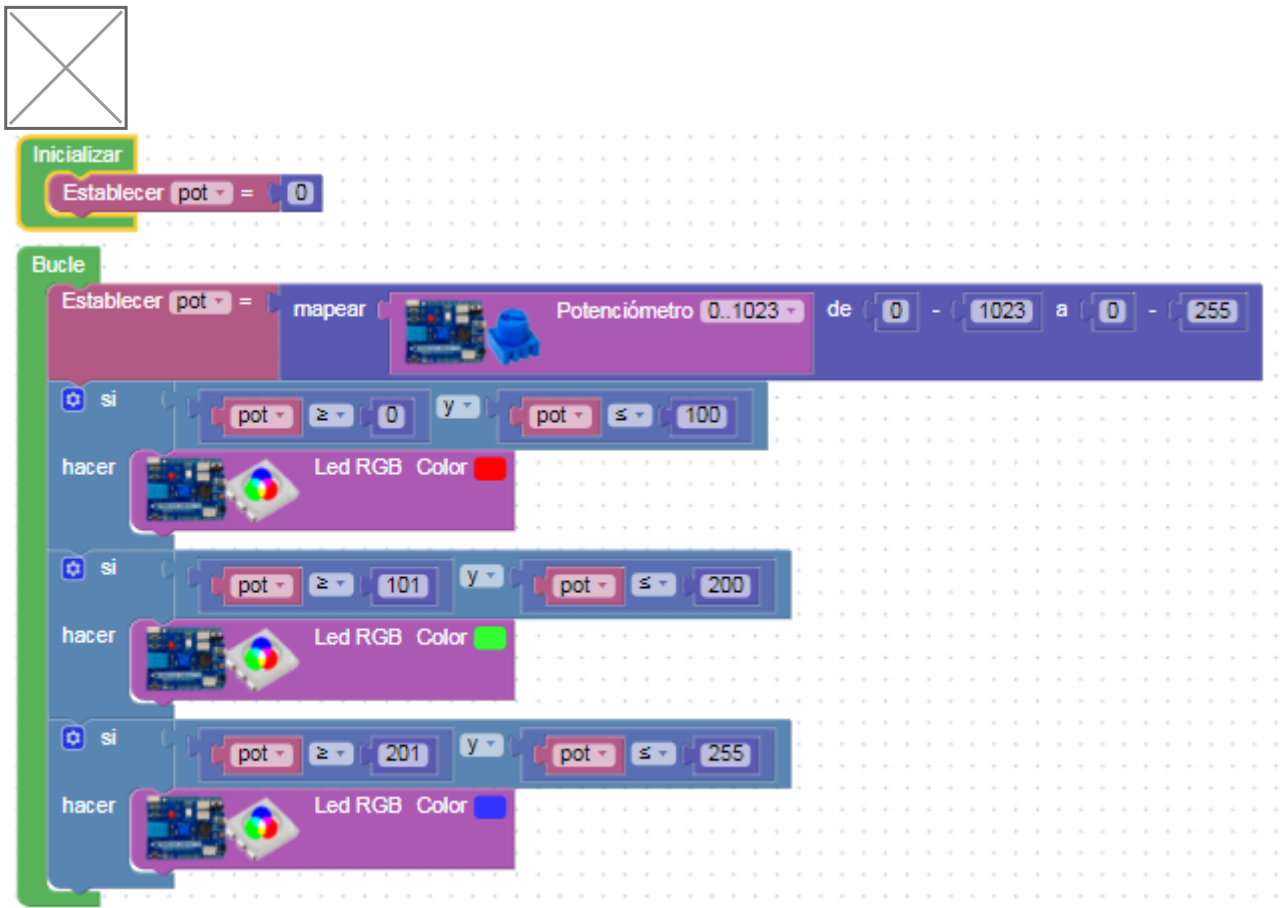 Inicializar
Establecer pot = 0
Bucle
Establecer pot = mapear Potenciómetro 0..1023 de 0 - 1023 a 0 - 255
si pot ≥ 0 y pot ≤ 100
hacer Led RGB Color
si pot ≥ 101 y pot ≤ 200
hacer Led RGB Color
si pot ≥ 201 y pot ≤ 255
hacer Led RGB Color